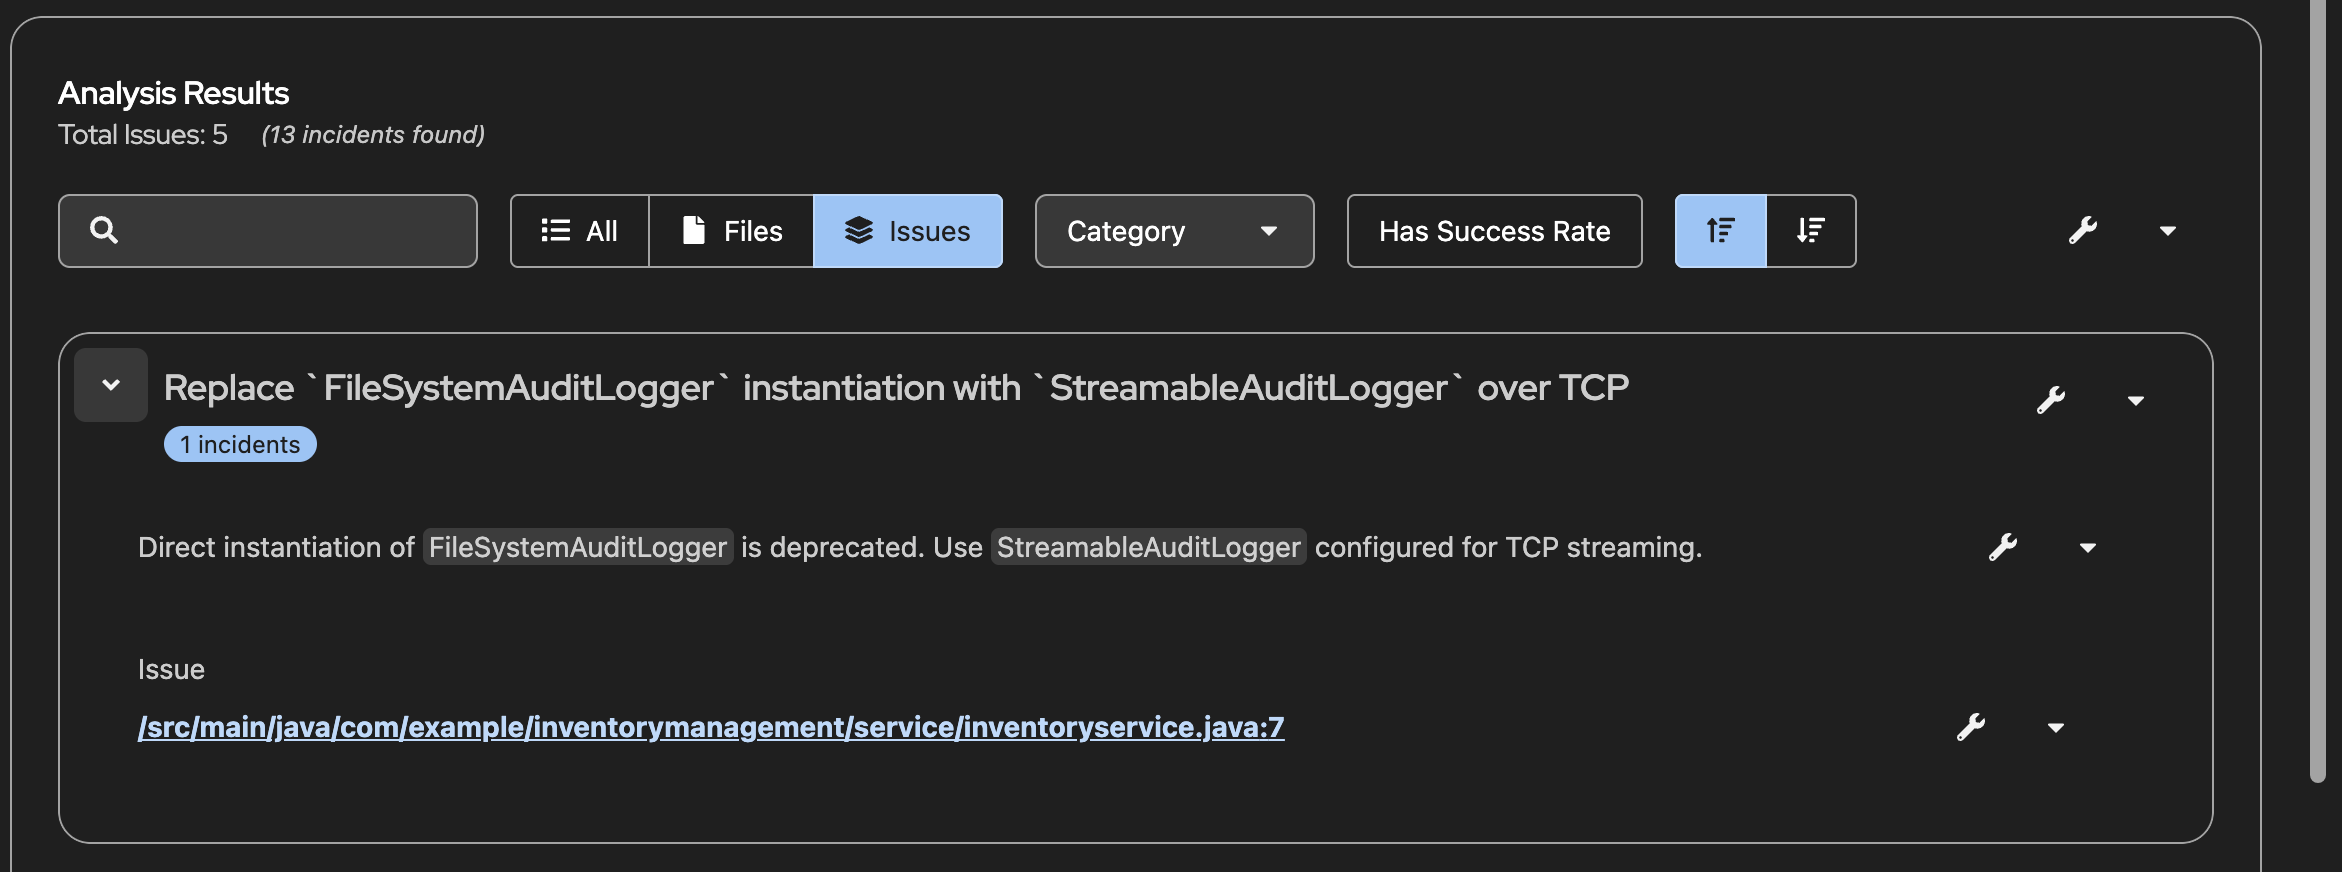 Analysis Results
Total Issues: 5 (13 incidents found)
All Files Issues Category Has Success Rate
Replace `FileSystemAuditLogger` instantiation with `StreamableAuditLogger` over TCP
1 incidents
Direct instantiation of FileSystemAuditLogger is deprecated. Use StreamableAuditLogger configured for TCP streaming.
Issue
/src/main/java/com/example/inventorymanagement/service/inventoryservice.java:7